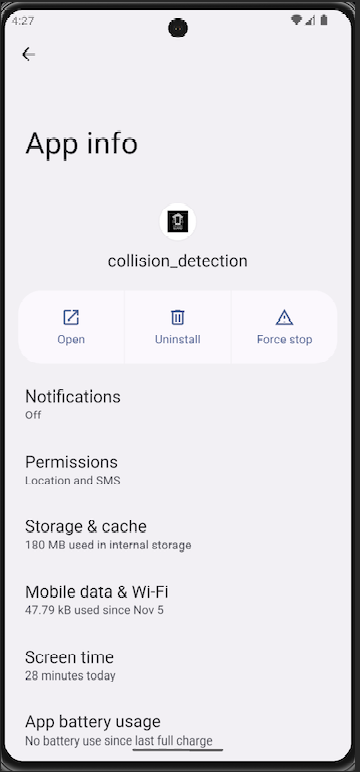 4:27
App info
collision_detection
Open
Uninstall
Force stop
Notifications
Off
Permissions
Location and SMS
Storage & cache
180 MB used in internal storage
Mobile data & Wi-Fi
47.79 kB used since Nov 5
Screen time
28 minutes today
App battery usage
No battery use since last full charge